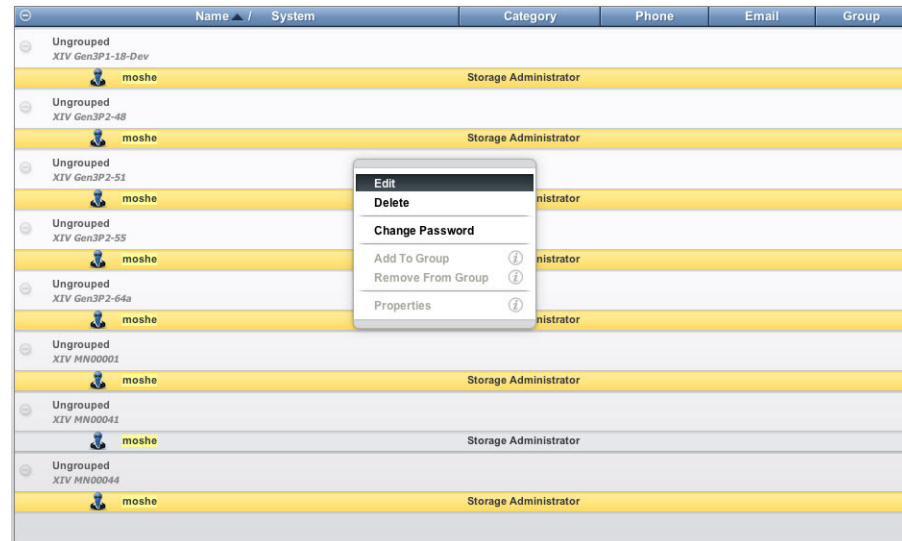 Name / System Category Phone Email Group
Ungrouped
XIV Gen3P1-18-Dev
moshe Storage Administrator
Ungrouped
XIV Gen3P2-48
moshe Storage Administrator
Ungrouped
XIV Gen3P2-51
moshe nistrator
Ungrouped
XIV Gen3P2-55
moshe nistrator
Ungrouped
XIV Gen3P2-64a
moshe nistrator
Ungrouped
XIV MN00001
moshe Storage Administrator
Ungrouped
XIV MN00041
moshe Storage Administrator
Ungrouped
XIV MN00044
moshe Storage Administrator
Edit
Delete
Change Password
Add To Group
Remove From Group
Properties